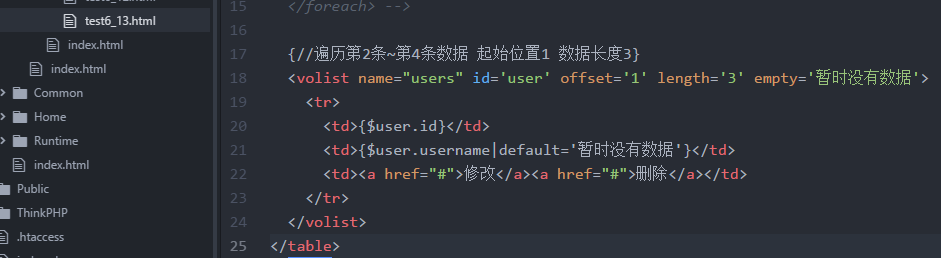 test6_13.html
index.html
index.html
Common
Home
Runtime
index.html
Public
ThinkPHP
.htaccess
15 </foreach> -->
16
17 {//遍历第2条~第4条数据 起始位置1 数据长度3}
18 <volist name="users" id='user' offset='1' length='3' empty='暂时没有数据'>
19 <tr>
20 <td>{$user.id}</td>
21 <td>{$user.username|default='暂时没有数据'}</td>
22 <td><a href="#">修改</a><a href="#">删除</a></td>
23 </tr>
24 </volist>
25 </table>